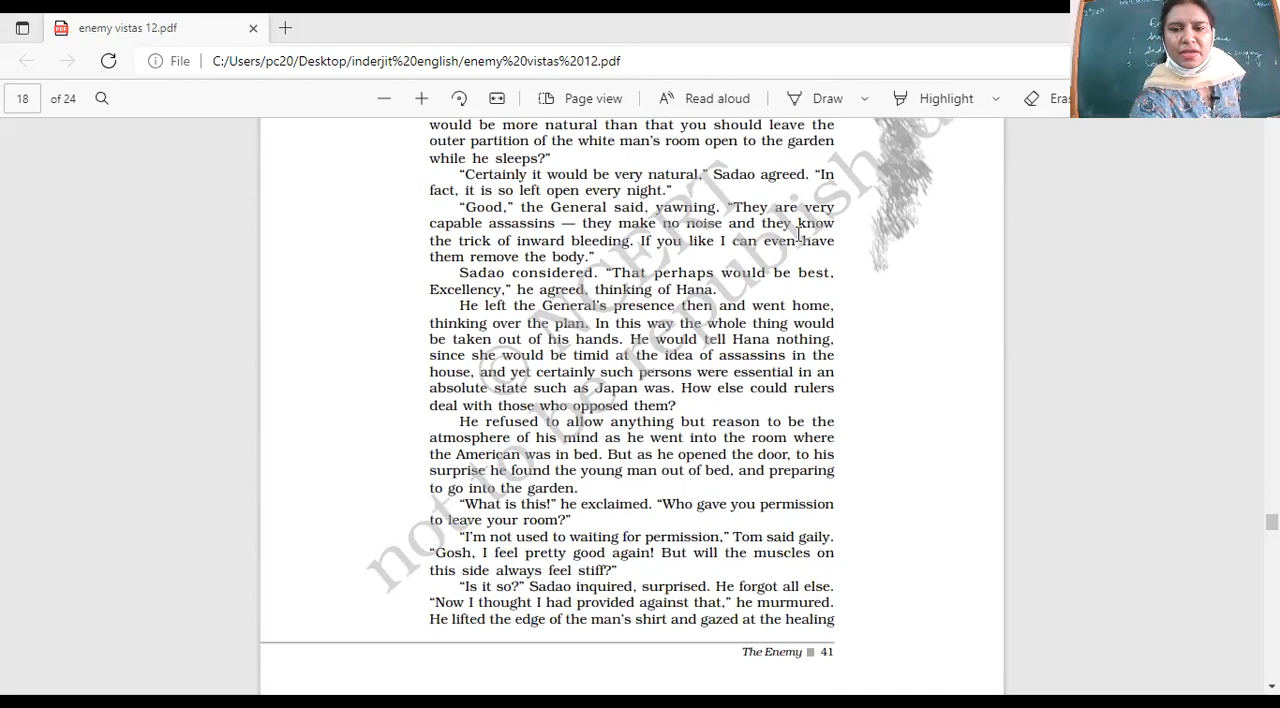 enemy vistas 12.pdf
File
C:/Users/pc20/Desktop/inderjit%20english/enemy%20vistas%2012.pdf
18 of 24
Page view
Read aloud
Draw
Highlight
Eras
would be more natural than that you should leave the
outer partition of the white man's room open to the garden
while he sleeps?”
“Certainly it would be very natural,” Sadao agreed. “In
fact, it is so left open every night.”
“Good,” the General said, yawning. “They are very
capable assassins — they make no noise and they know
the trick of inward bleeding. If you like I can even have
them remove the body.”
Sadao considered. “That perhaps would be best,
Excellency,” he agreed, thinking of Hana.
He left the General's presence then and went home,
thinking over the plan. In this way the whole thing would
be taken out of his hands. He would tell Hana nothing,
since she would be timid at the idea of assassins in the
house, and yet certainly such persons were essential in an
absolute state such as Japan was. How else could rulers
deal with those who opposed them?
He refused to allow anything but reason to be the
atmosphere of his mind as he went into the room where
the American was in bed. But as he opened the door, to his
surprise he found the young man out of bed, and preparing
to go into the garden.
“What is this!” he exclaimed. “Who gave you permission
to leave your room?”
“I'm not used to waiting for permission,” Tom said gaily.
“Gosh, I feel pretty good again! But will the muscles on
this side always feel stiff?”
“Is it so?” Sadao inquired, surprised. He forgot all else.
“Now I thought I had provided against that,” he murmured.
He lifted the edge of the man's shirt and gazed at the healing
The Enemy 41
© NCERT
not to be republished